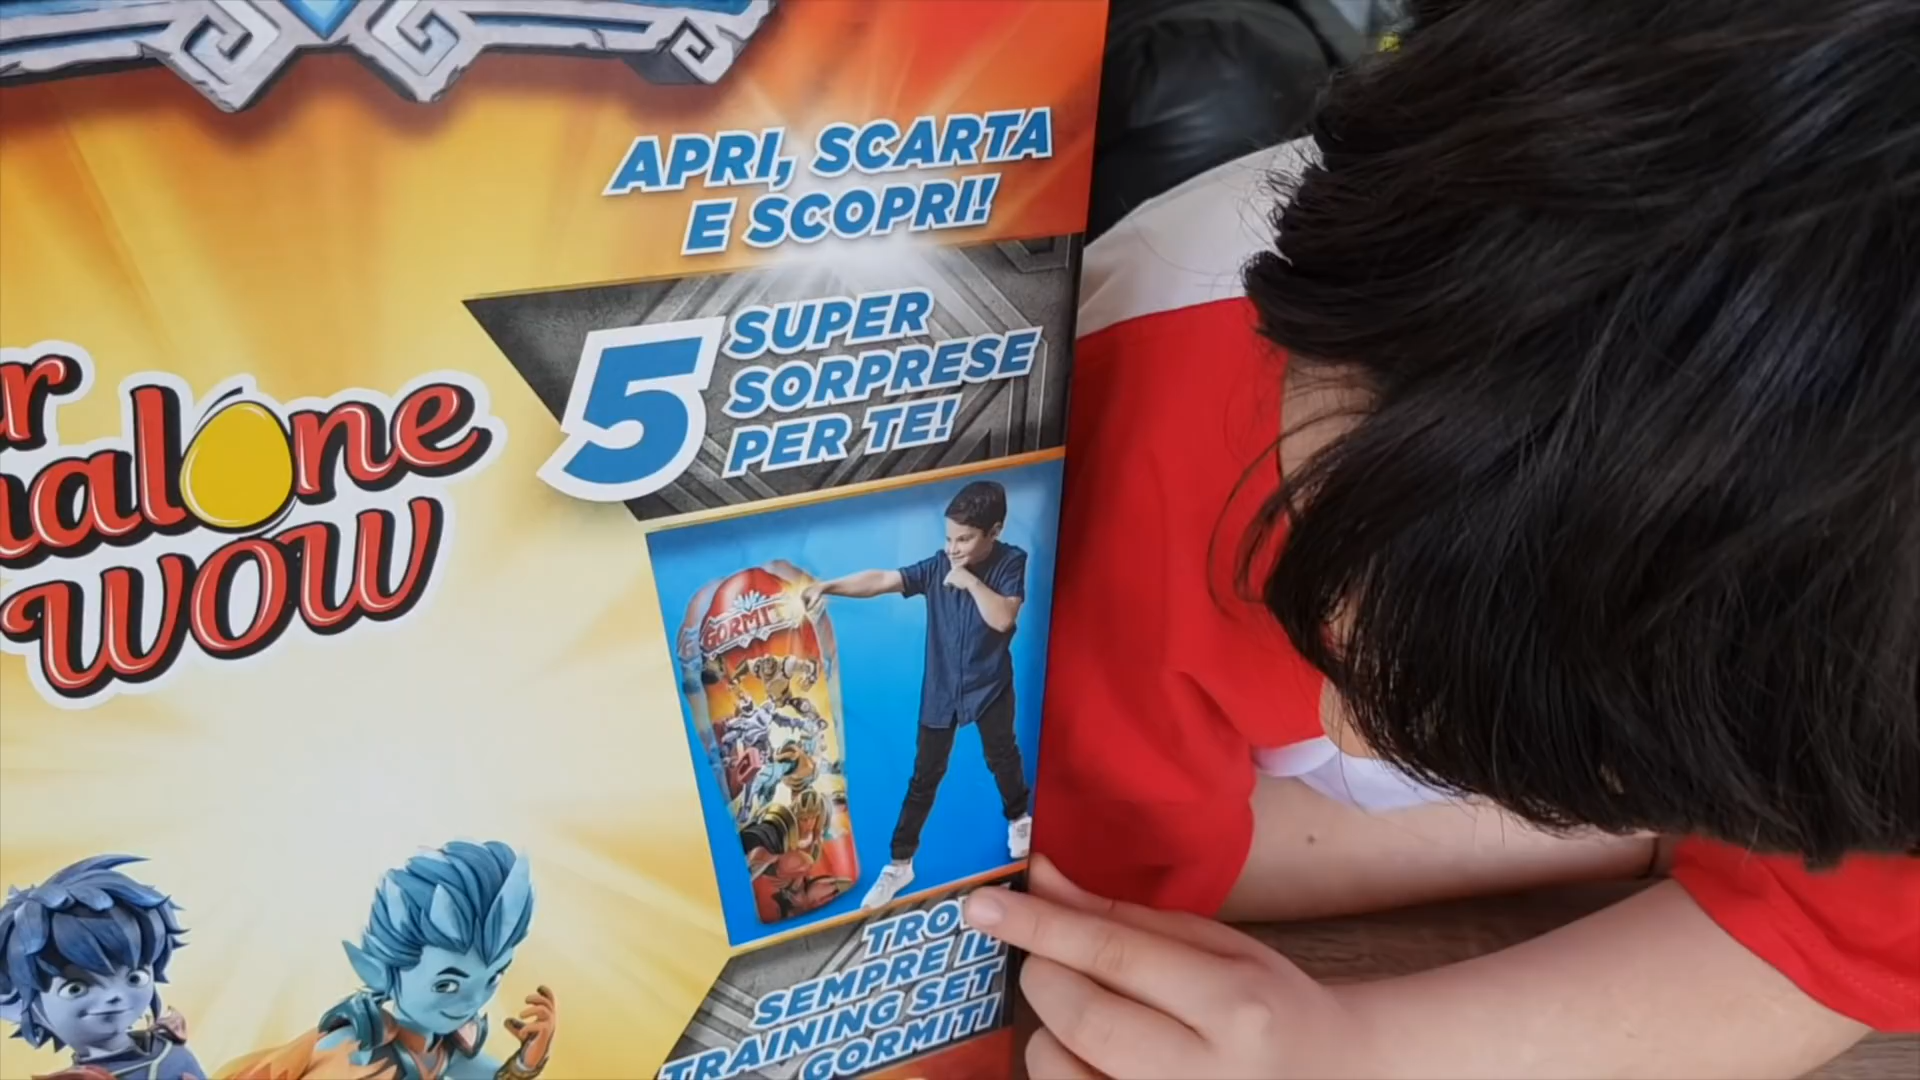 APRI, SCARTA
E SCOPRI!
5 SUPER
SORPRESE
PER TE!
WOW
GORMITI
SEMPRE IL
TRAINING SET
GORMITI